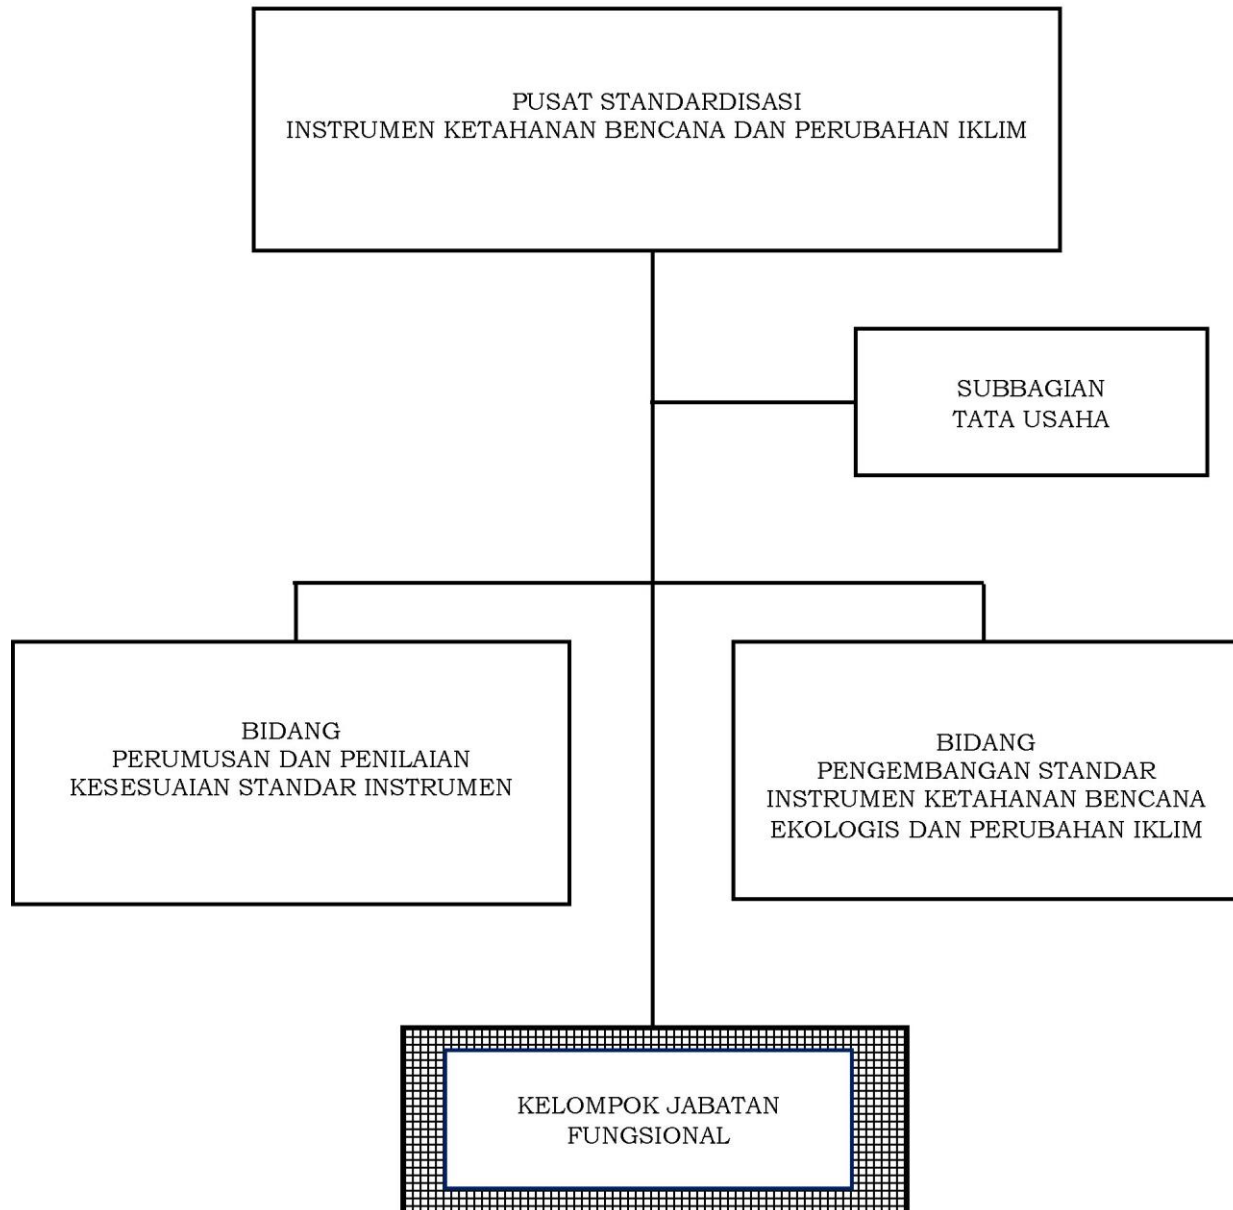 PUSAT STANDARDISASI
INSTRUMEN KETAHANAN BENCANA DAN PERUBAHAN IKLIM
SUBBAGIAN
TATA USAHA
BIDANG
PERUMUSAN DAN PENILAIAN
KESESUAIAN STANDAR INSTRUMEN
BIDANG
PENGEMBANGAN STANDAR
INSTRUMEN KETAHANAN BENCANA
EKOLOGIS DAN PERUBAHAN IKLIM
KELOMPOK JABATAN
FUNGSIONAL